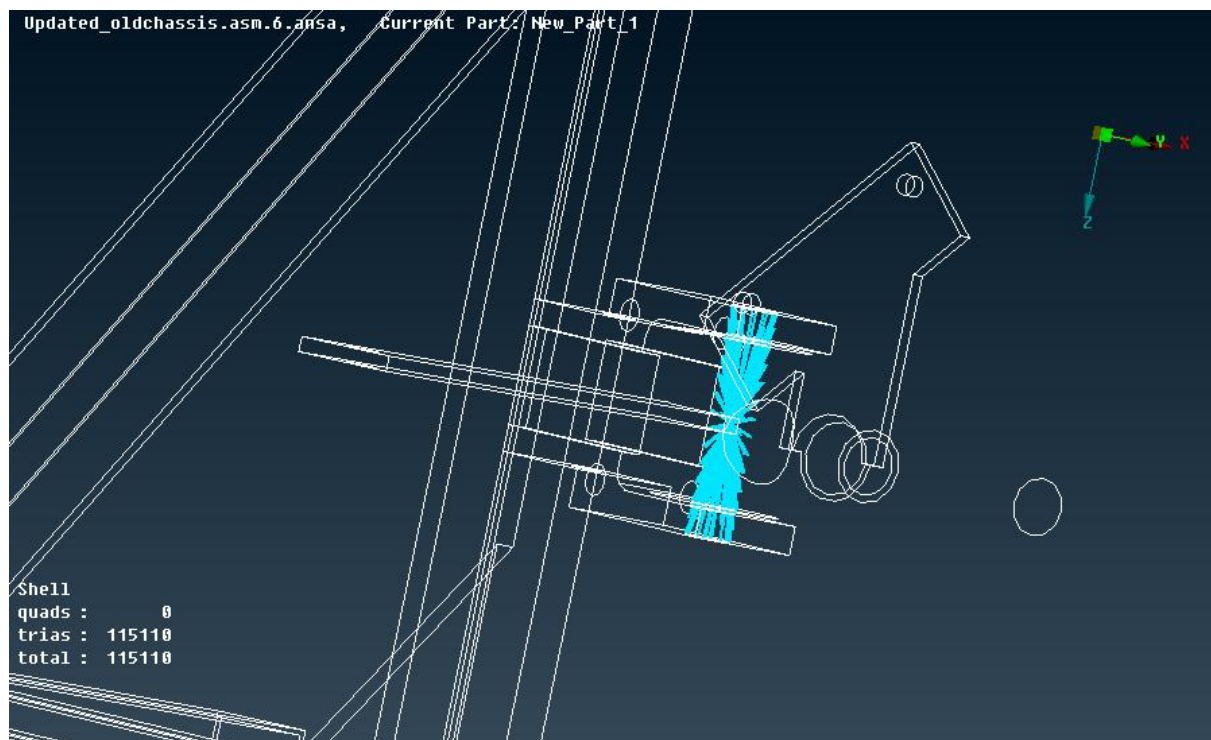 Updated_oldchassis.asm.6.ansa, Current Part: New_Part_1
Y X
Z
Shell
quads : 0
trias : 115110
total : 115110